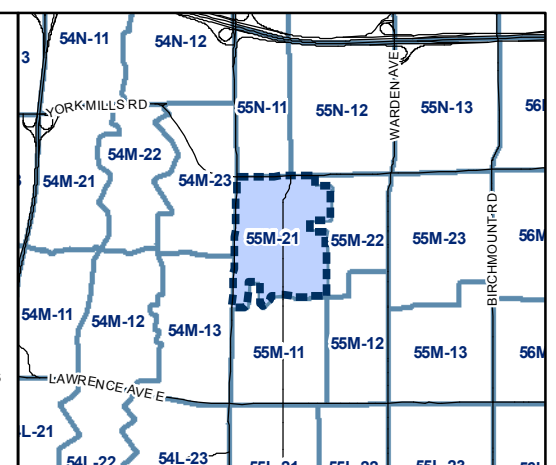 54N-11
54N-12
3
YORK MILLS RD
55N-11
55N-12
WARDEN AVE
55N-13
54M-22
54M-21
54M-23
55M-21
55M-22
55M-23
BIRCHMOUNT RD
54M-11
54M-12
54M-13
55M-11
55M-12
55M-13
LAWRENCE AVE E
L-21
54L-22
54L-23